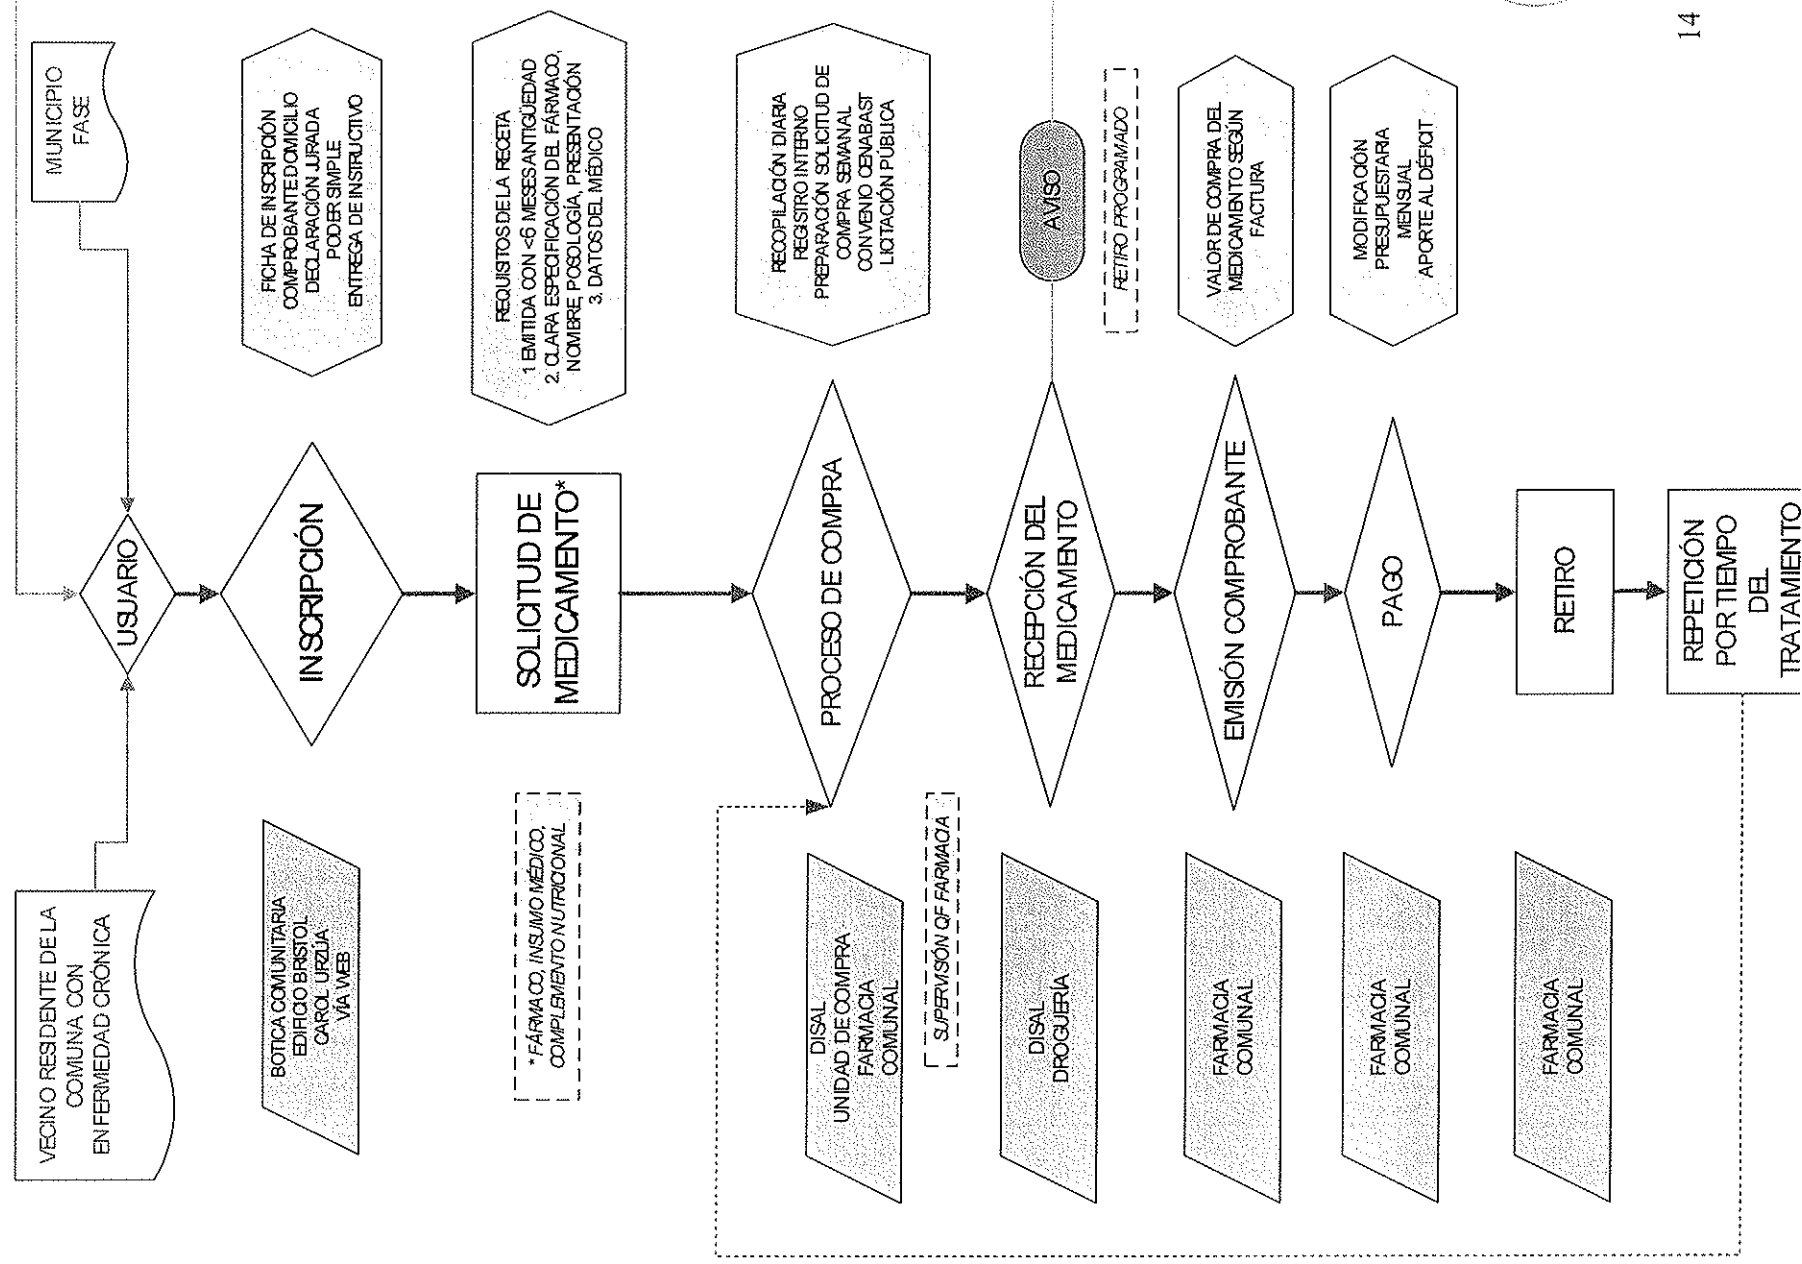 VECINO RESIDENTE DE LA
COMUNA CON
ENFERMEDAD CRÓNICA
MUNICIPIO
FASE
USUARIO
BOTICA COMUNITARIA
EDIFICIO BRISTOL
CAROL URZÚA
VÍA WEB
INSCRIPCIÓN
FICHA DE INSCRIPCIÓN
COMPROBANTE DOMICILIO
DECLARACIÓN JURADA
PODER SIMPLE
ENTREGA DE INSTRUCTIVO
*FÁRMACO, INSUMO MÉDICO,
COMPLEMENTO NUTRICIONAL
SOLICITUD DE
MEDICAMENTO*
REQUISITOS DE LA RECETA
1 EMITIDA CON <6 MESES ANTIGÜEDAD
2. CLARA ESPECIFICACIÓN DEL FÁRMACO,
NOMBRE, POSOLOGÍA, PRESENTACIÓN
3. DATOS DEL MÉDICO
DISAL
UNIDAD DE COMPRA
FARMACIA
COMUNAL
PROCESO DE COMPRA
RECOPILACIÓN DIARIA
REGISTRO INTERNO
PREPARACIÓN SOLICITUD DE
COMPRA SEMANAL
CONVENIO CENABAST
LICITACIÓN PÚBLICA
SUPERVISÓN QF FARMACIA
DISAL
DROGUERÍA
RECEPCIÓN DEL
MEDICAMENTO
AVISO
RETIRO PROGRAMADO
FARMACIA
COMUNAL
EMISIÓN COMPROBANTE
VALOR DE COMPRA DEL
MEDICAMENTO SEGÚN
FACTURA
FARMACIA
COMUNAL
PAGO
MODIFICACIÓN
PRESUPUESTARIA
MENSUAL
APORTE AL DÉFICIT
FARMACIA
COMUNAL
RETIRO
REPETICIÓN
POR TIEMPO
DEL
TRATAMIENTO
14